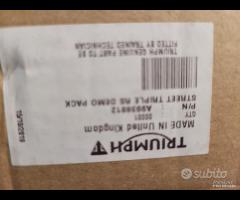 TRIUMPH
MADE IN United Kingdom
QTY 00001
P/N A9938812
STREET TRIPLE RS DEMO PACK
TRIUMPH GENUINE PART TO BE
FITTED BY TRAINED TECHNICIAN
subito